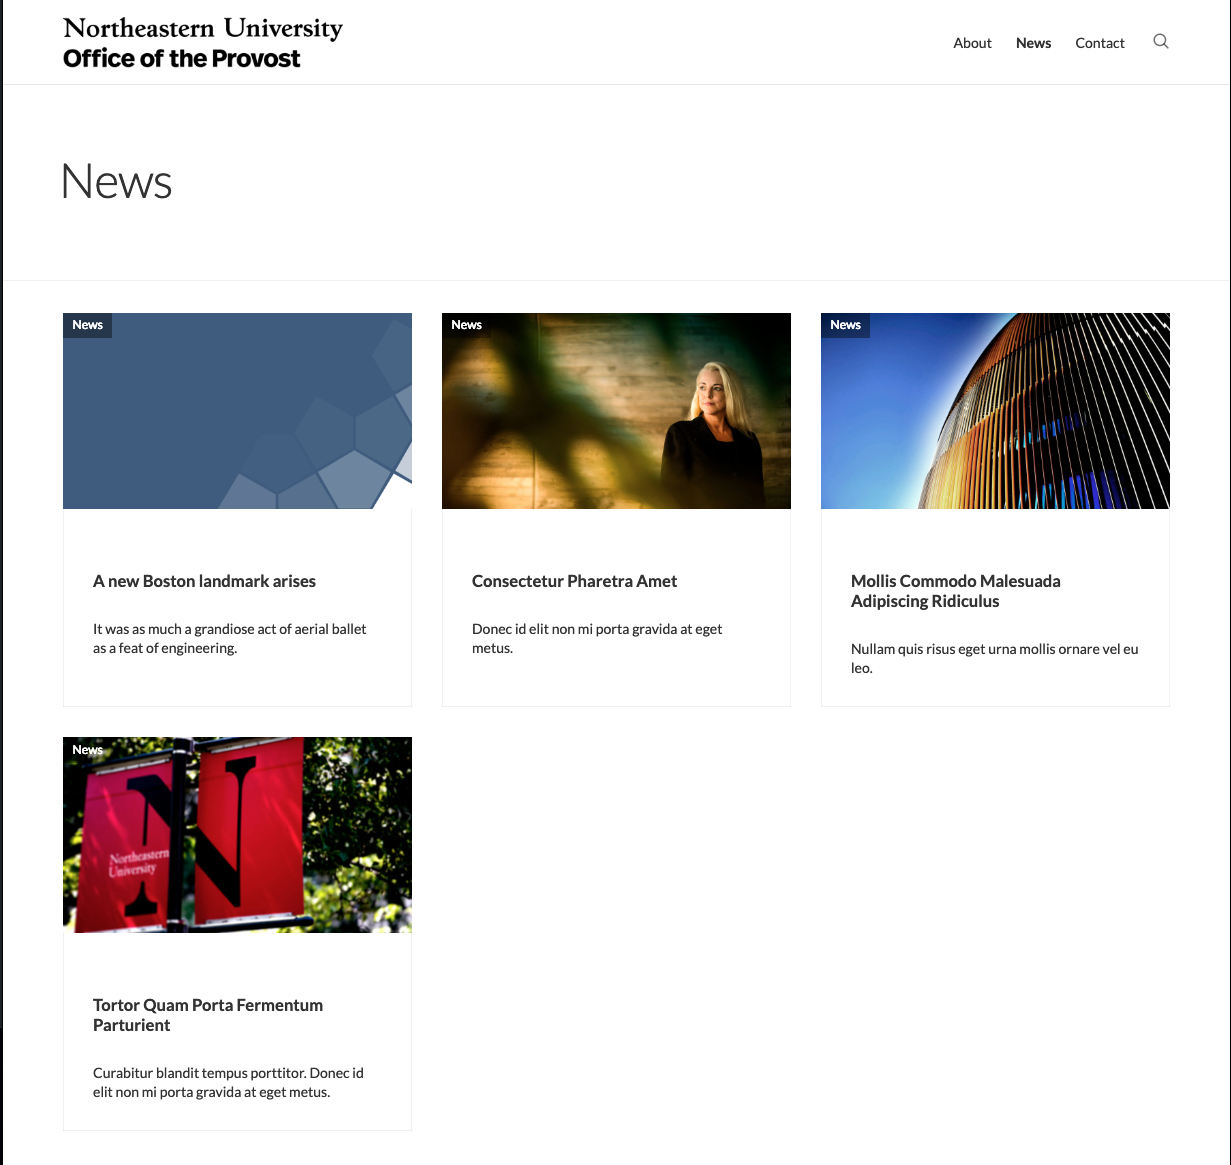 Northeastern University
Office of the Provost
About News Contact
News
News
A new Boston landmark arises
It was as much a grandiose act of aerial ballet
as a feat of engineering.
News
Consectetur Pharetra Amet
Donec id elit non mi porta gravida at eget
metus.
News
Mollis Commodo Malesuada
Adipiscing Ridiculus
Nullam quis risus eget urna mollis ornare vel eu
leo.
News
N
N
Northeastern
University
Tortor Quam Porta Fermentum
Parturient
Curabitur blandit tempus porttitor. Donec id
elit non mi porta gravida at eget metus.